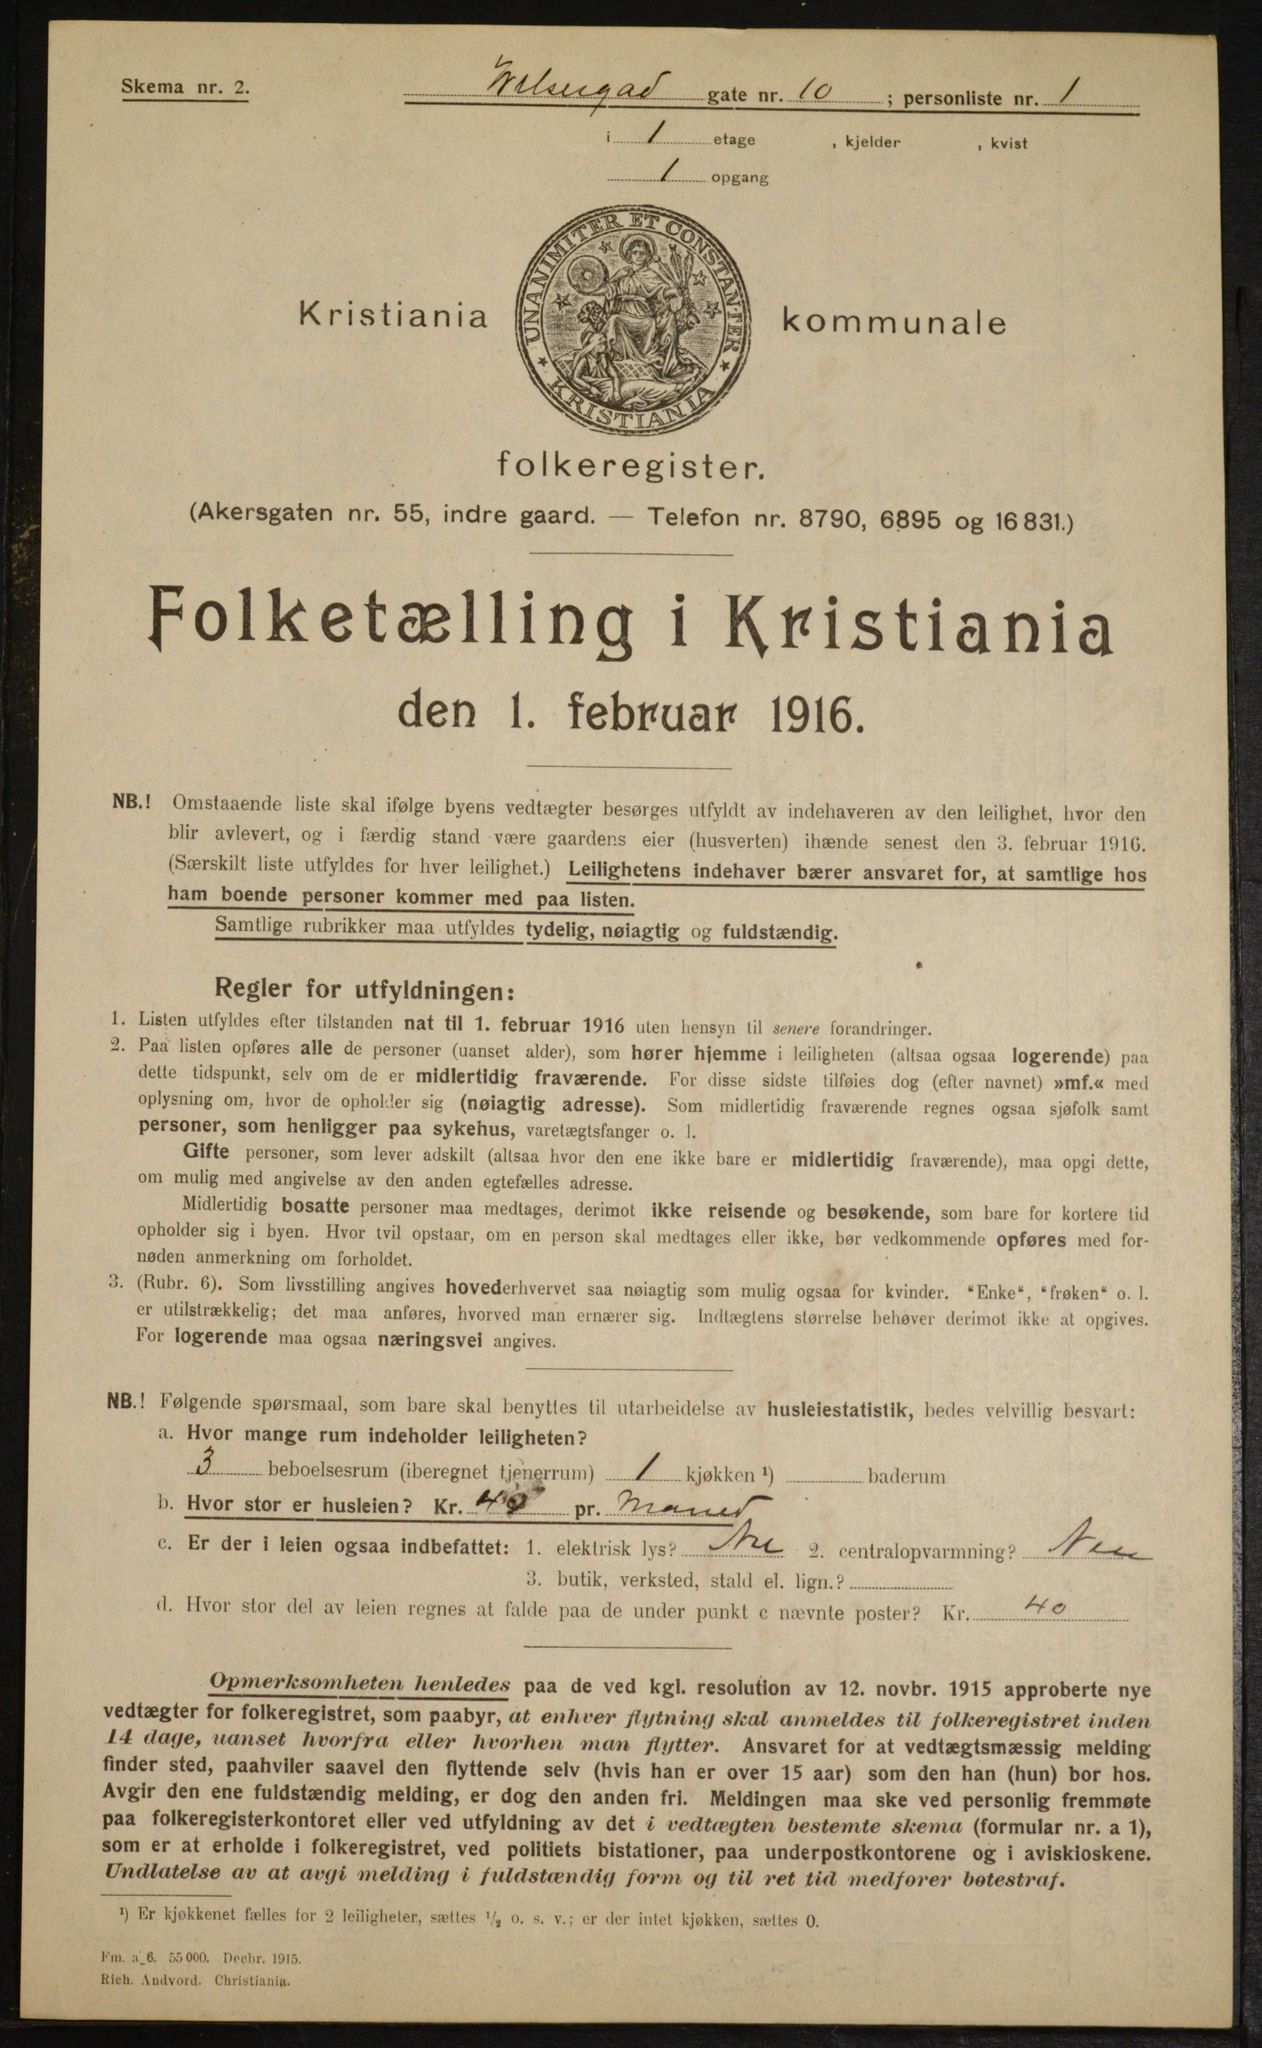 Skema nr. 2.
Welsersgad gate nr. 10 ; personliste nr. 1
i 1 etage , kjelder , kvist
1 opgang
UNANIMITER ET CONSTANTER
KRISTIANIA
Kristiania kommunale
folkeregister.
(Akersgaten nr. 55, indre gaard. — Telefon nr. 8790, 6895 og 16 831.)
Folketælling i Kristiania
den 1. februar 1916.
NB.! Omstaaende liste skal ifølge byens vedtægter besørges utfyldt av indehaveren av den leilighet, hvor den
blir avlevert, og i færdig stand være gaardens eier (husverten) ihænde senest den 3. februar 1916.
(Særskilt liste utfyldes for hver leilighet.) Leilighetens indehaver bærer ansvaret for, at samtlige hos
ham boende personer kommer med paa listen.
Samtlige rubrikker maa utfyldes tydelig, nøiagtig og fuldstændig.
Regler for utfyldningen:
1. Listen utfyldes efter tilstanden nat til 1. februar 1916 uten hensyn til senere forandringer.
2. Paa listen opføres alle de personer (uanset alder), som hører hjemme i leiligheten (altsaa ogsaa logerende) paa
dette tidspunkt, selv om de er midlertidig fraværende. For disse sidste tilføies dog (efter navnet) »mf.« med
oplysning om, hvor de opholder sig (nøiagtig adresse). Som midlertidig fraværende regnes ogsaa sjøfolk samt
personer, som henligger paa sykehus, varetægtsfanger o. l.
Gifte personer, som lever adskilt (altsaa hvor den ene ikke bare er midlertidig fraværende), maa opgi dette,
om mulig med angivelse av den anden egtefælles adresse.
Midlertidig bosatte personer maa medtages, derimot ikke reisende og besøkende, som bare for kortere tid
opholder sig i byen. Hvor tvil opstaar, om en person skal medtages eller ikke, bør vedkommende opføres med for-
nøden anmerkning om forholdet.
3. (Rubr. 6). Som livsstilling angives hovederhvervet saa nøiagtig som mulig ogsaa for kvinder. "Enke", "frøken" o. l.
er utilstrækkelig; det maa anføres, hvorved man ernærer sig. Indtægtens størrelse behøver derimot ikke at opgives.
For logerende maa ogsaa næringsvei angives.
NB.! Følgende spørsmaal, som bare skal benyttes til utarbeidelse av husleiestatistik, bedes velvillig besvart:
a. Hvor mange rum indeholder leiligheten?
3 beboelsesrum (iberegnet tjenerrum) 1 kjøkken ¹) baderum
b. Hvor stor er husleien? Kr. 40 pr. Maned
c. Er der i leien ogsaa indbefattet: 1. elektrisk lys? Nei 2. centralopvarmning? Nei
3. butik, verksted, stald el. lign.?
d. Hvor stor del av leien regnes at falde paa de under punkt c nævnte poster? Kr. 40
Opmerksomheten henledes paa de ved kgl. resolution av 12. novbr. 1915 approberte nye
vedtægter for folkeregistret, som paabyr, at enhver flytning skal anmeldes til folkeregistret inden
14 dage, uanset hvorfra eller hvorhen man flytter. Ansvaret for at vedtægtsmæssig melding
finder sted, paahviler saavel den flyttende selv (hvis han er over 15 aar) som den han (hun) bor hos.
Avgir den ene fuldstændig melding, er dog den anden fri. Meldingen maa ske ved personlig fremmøte
paa folkeregisterkontoret eller ved utfyldning av det i vedtægten bestemte skema (formular nr. a 1),
som er at erholde i folkeregistret, ved politiets bistationer, paa underpostkontorene og i aviskioskene.
Undlatelse av at avgi melding i fuldstændig form og til ret tid medfører bøtestraf.
¹) Er kjøkkenet fælles for 2 leiligheter, sættes ½ o. s. v.; er der intet kjøkken, sættes 0.
Fm. a_6. 55 000. Decbr. 1915.
Rich. Andvord. Christiania.